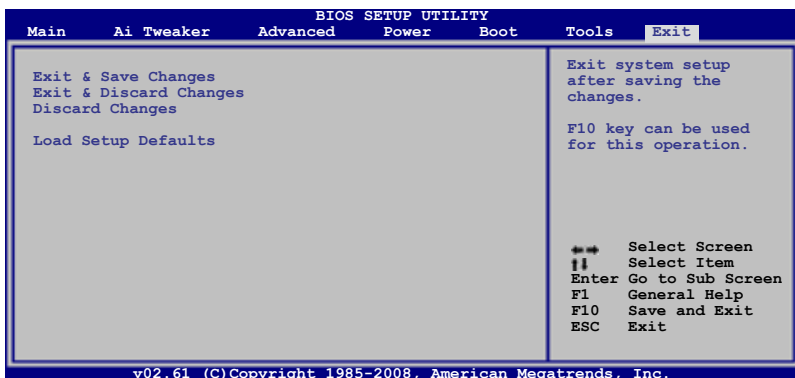 BIOS SETUP UTILITY
Main Ai Tweaker Advanced Power Boot Tools Exit
Exit & Save Changes
Exit & Discard Changes
Discard Changes
Load Setup Defaults
Exit system setup
after saving the
changes.
F10 key can be used
for this operation.
←→ Select Screen
↑↓ Select Item
Enter Go to Sub Screen
F1 General Help
F10 Save and Exit
ESC Exit
v02.61 (C)Copyright 1985-2008, American Megatrends, Inc.